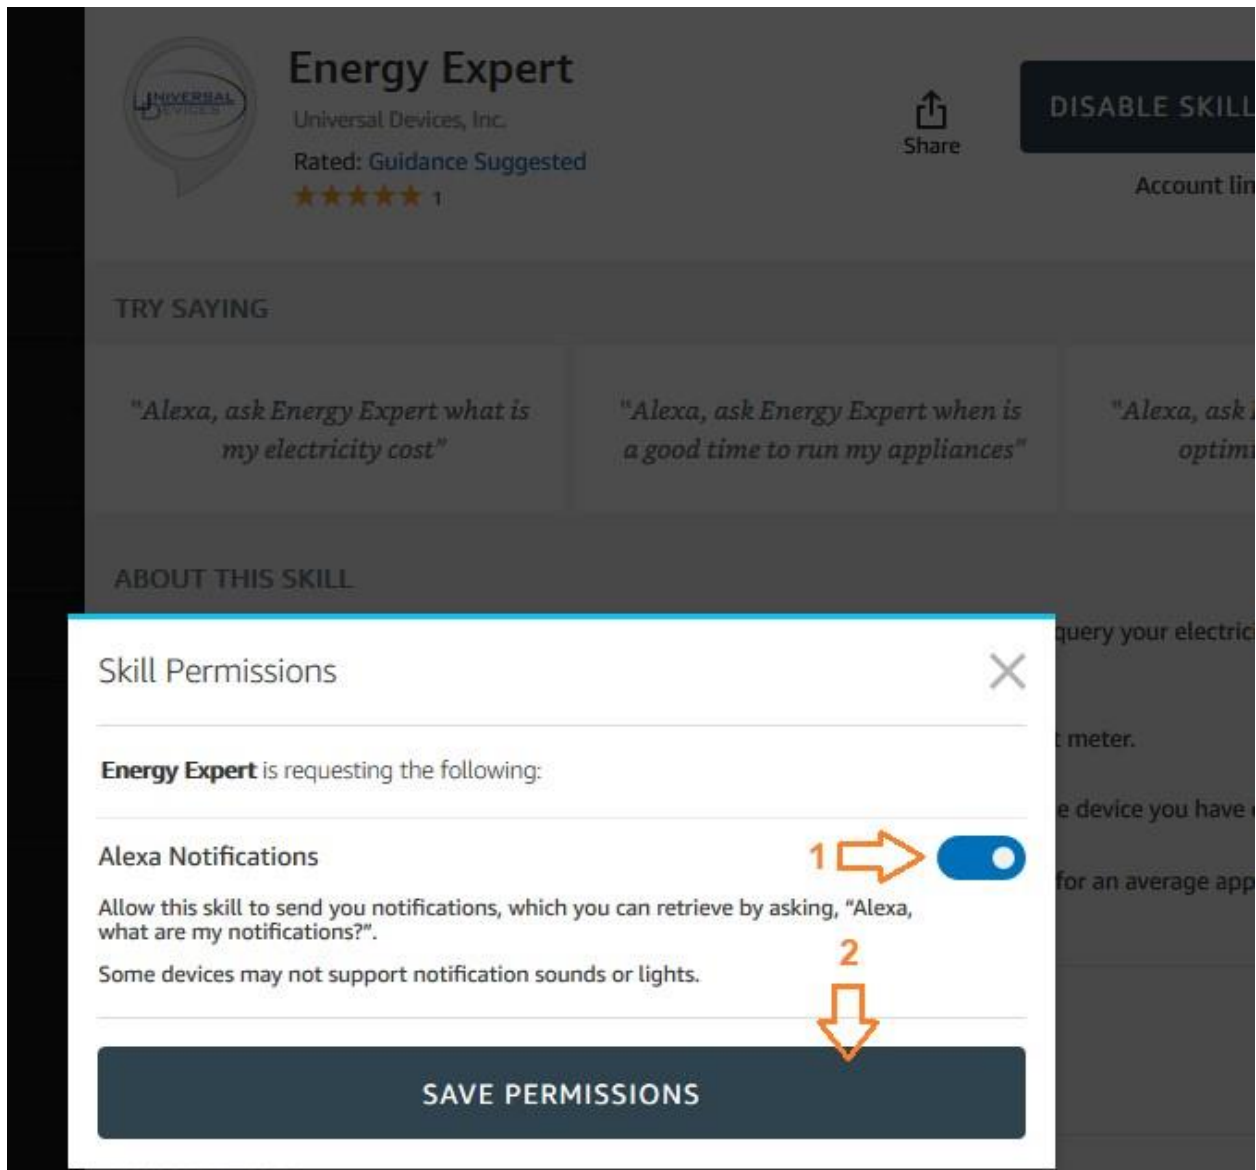 UNIVERSAL
DEVICES
Energy Expert
Universal Devices, Inc.
Rated: Guidance Suggested
1
Share
DISABLE SKILL
Account lin
TRY SAYING
"Alexa, ask Energy Expert what is
my electricity cost"
"Alexa, ask Energy Expert when is
a good time to run my appliances"
"Alexa, ask
optimi
ABOUT THIS SKILL
query your electrici
meter.
e device you have
for an average app
Skill Permissions
Energy Expert is requesting the following:
Alexa Notifications
1
Allow this skill to send you notifications, which you can retrieve by asking, “Alexa,
what are my notifications?”.
2
Some devices may not support notification sounds or lights.
SAVE PERMISSIONS